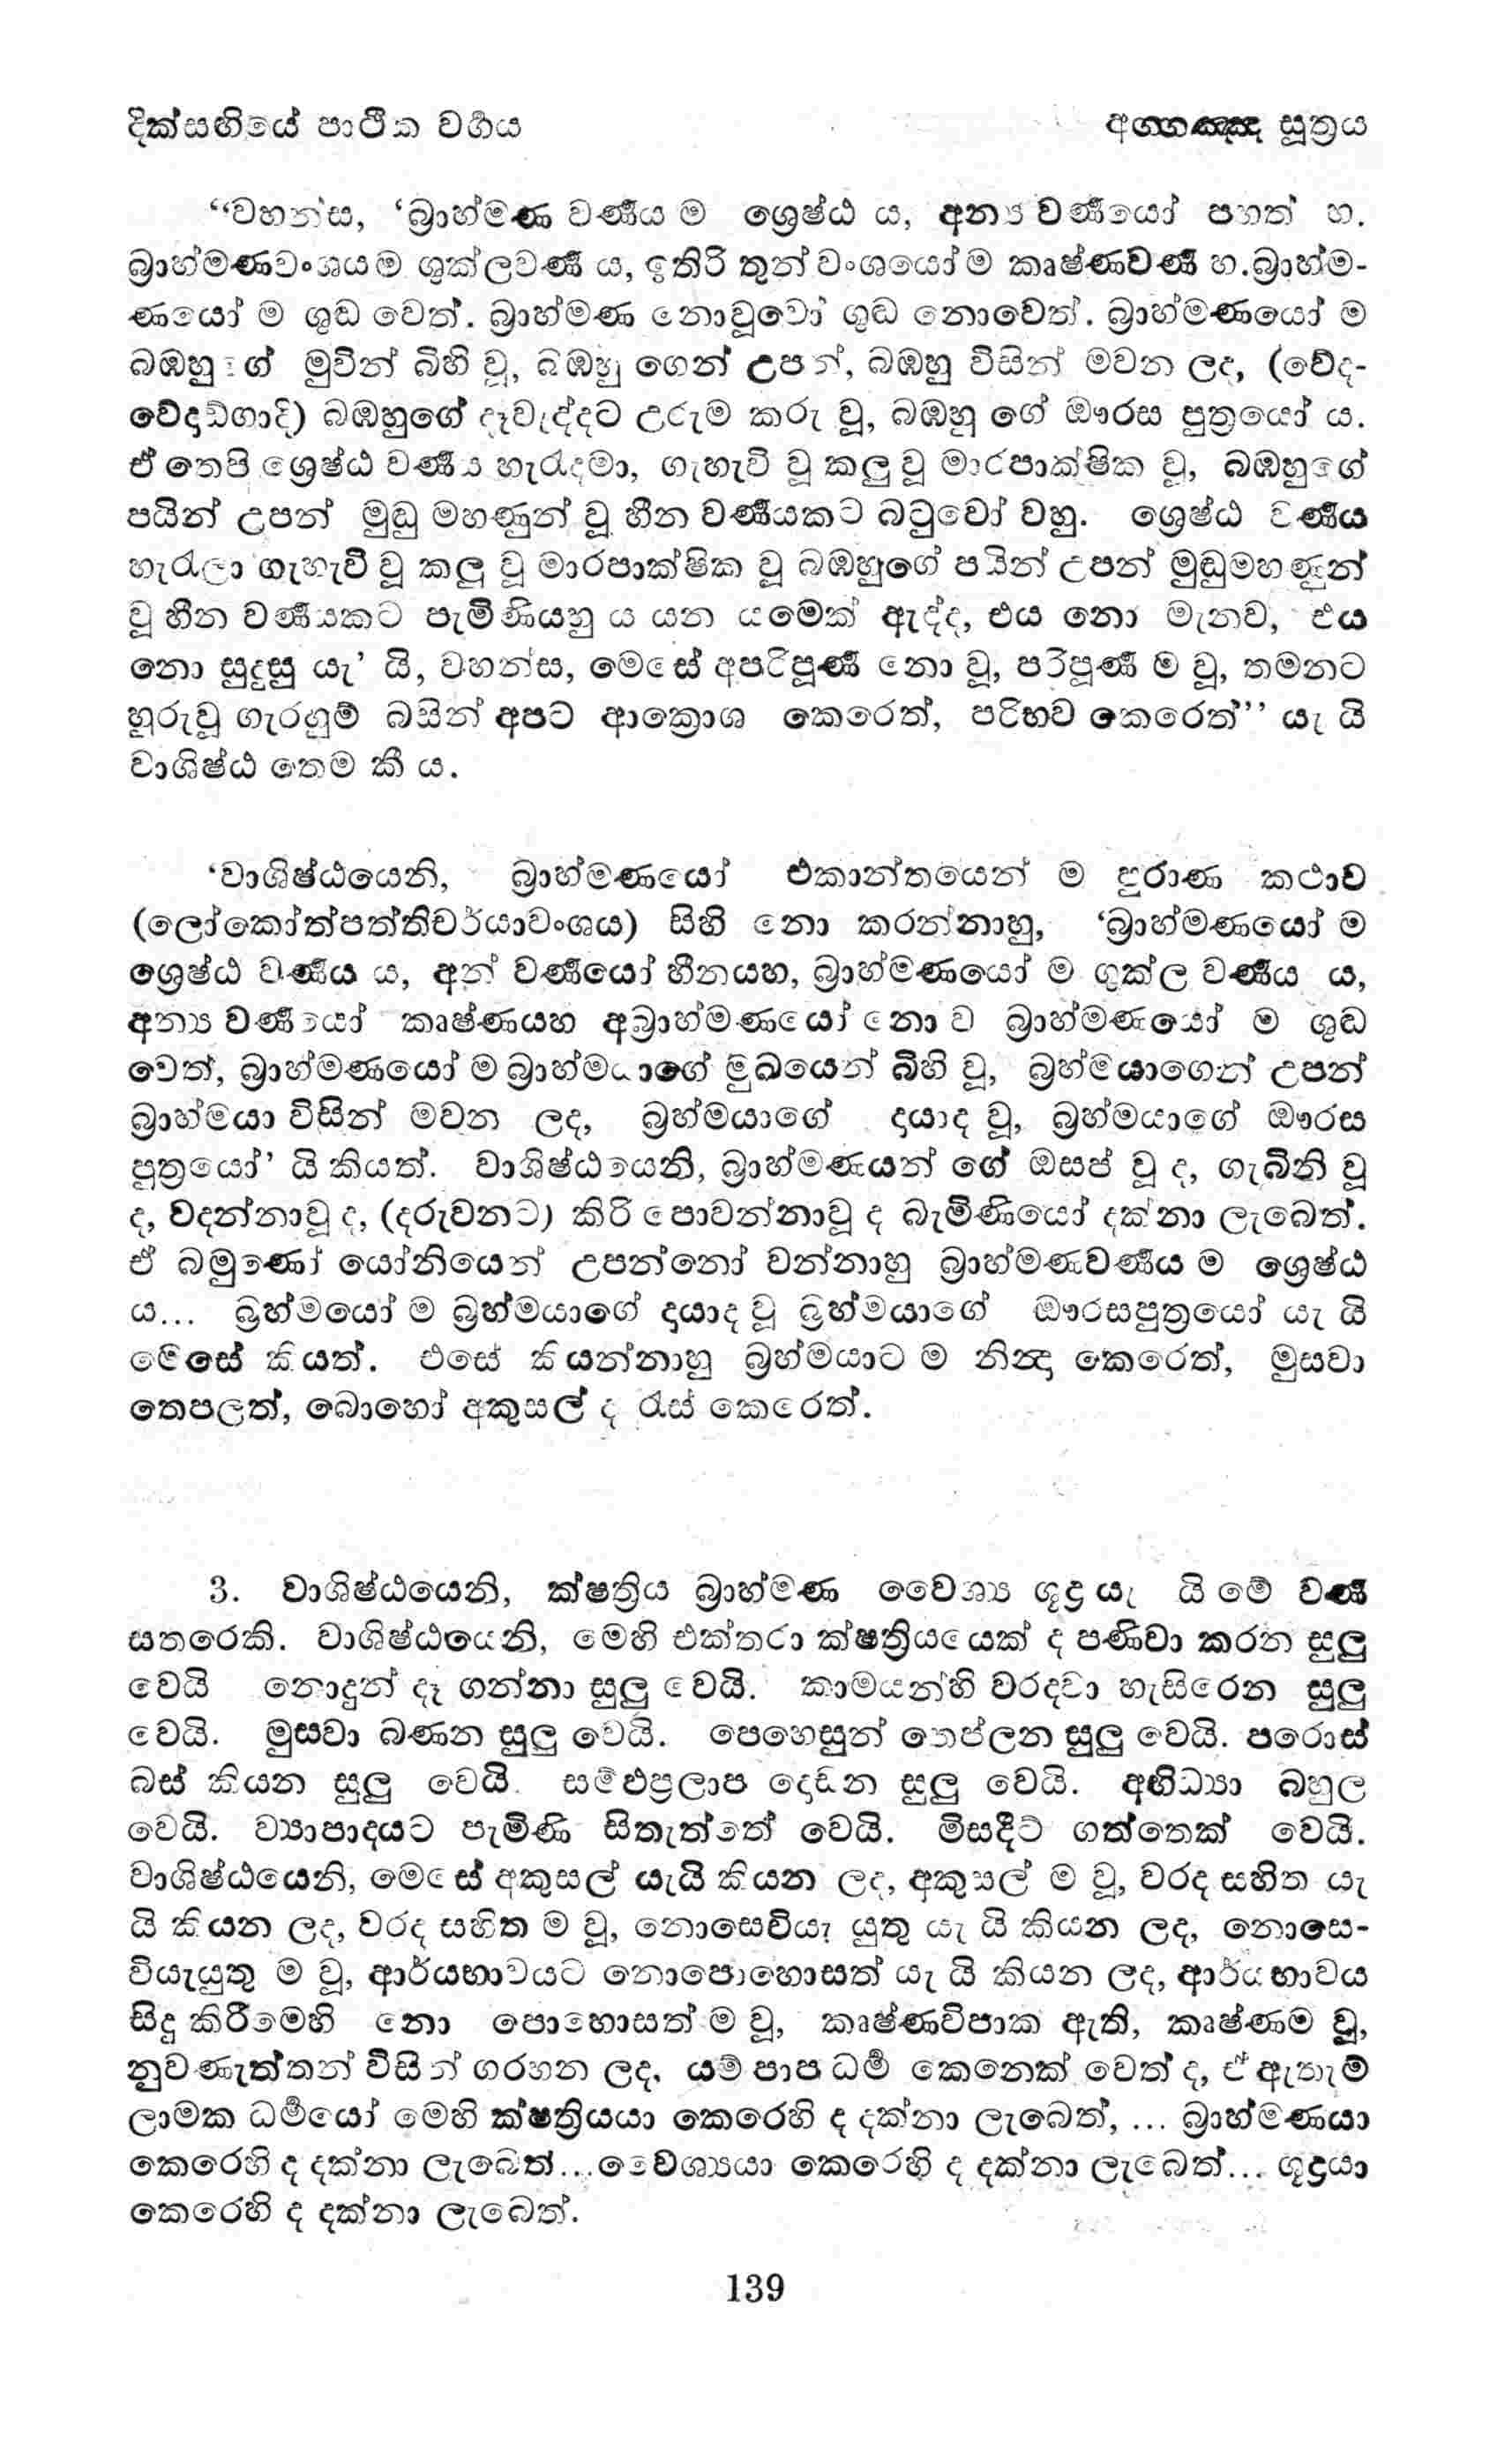 දික්සඟියේ පාථික වර්‍ගය
අග්ගඤ්ඤ සූත්‍රය
“වහන්ස, ‘බ්‍රාහ්මණ වර්‍ණය ම ශ්‍රෙෂ්ඨ ය, අන්‍ය වර්‍ණයෝ පහත් හ.
බ්‍රාහ්මණවංශයම ශුක්ලවර්‍ණ ය, ඉතිරි තුන් වංශයෝ ම කෘෂ්ණවර්‍ණ හ.බ්‍රාහ්ම-
ණයෝ ම ශුද්‍ධ වෙත්. බ්‍රාහ්මණ නොවූවෝ ශුද්‍ධ නොවෙත්. බ්‍රාහ්මණයෝ ම
බඹහු ගේ මුවින් බිහි වූ, බඹහු ගෙන් උපන්, බඹහු විසින් මවන ලද, (වේද-
වේදාඩ්ගාදි) බඹහුගේ දෑවැද්දට උරුම කරු වූ, බඹහු ගේ ඖරස පුත්‍රයෝ ය.
ඒ තෙපි ශ්‍රෙෂ්ඨ වර්‍ණය හැරදමා, ගැහැවි වූ කලු වූ මාරපාක්ෂික වූ, බඹහුගේ
පයින් උපන් මුඩු මහණුන් වූ හීන වර්‍ණයකට බටුවෝ වහු. ශ්‍රෙෂ්ඨ වර්‍ණය
හැරලා ගැහැවි වූ කලු වූ මාරපාක්ෂික වූ බඹහුගේ පයින් උපන් මුඩුමහණුන්
වූ හීන වර්‍ණයකට පැමිණියහු ය යන යමෙක් ඇද්ද, එය නො මැනව, එය
නො සුදුසු යැ’ යි, වහන්ස, මෙසේ අපරිපූර්‍ණ නො වූ, පරිපූර්‍ණ ම වූ, තමනට
හුරුවූ ගැරහුම් බසින් අපට ආක්‍රොශ කෙරෙත්, පරිභව කෙරෙත්’’ යැ යි
වාශිෂ්ඨ තෙම කී ය.
‘වාශිෂ්ඨයෙනි, බ්‍රාහ්මණයෝ එකාන්තයෙන් ම පුරාණ කථාව
(ලෝකෝත්පත්තිචර්යාවංශය) සිහි නො කරන්නාහු, ‘බ්‍රාහ්මණයෝ ම
ශ්‍රෙෂ්ඨ වර්‍ණය ය, අන් වර්‍ණයෝ හීනයහ, බ්‍රාහ්මණයෝ ම ශුක්ල වර්‍ණය ය,
අන්‍ය වර්‍ණයෝ කෘෂ්ණයහ අබ්‍රාහ්මණයෝ නොව බ්‍රාහ්මණයෝ ම ශුද්‍ධ
වෙත්, බ්‍රාහ්මණයෝ ම බ්‍රාහ්මයාගේ මුඛයෙන් බිහි වූ, බ්‍රහ්මයාගෙන් උපන්
බ්‍රාහ්මයා විසින් මවන ලද, බ්‍රහ්මයාගේ දායාද වූ, බ්‍රහ්මයාගේ ඖරස
පුත්‍රයෝ’ යි කියත්. වාශිෂ්ඨයෙනි, බ්‍රාහ්මණයන් ගේ ඔසප් වූ ද, ගැබිනි වූ
ද, වදන්නාවූ ද, (දරුවනට) කිරි පොවන්නාවූ ද බැමිණියෝ දක්නා ලැබෙත්.
ඒ බමුණෝ යෝනියෙන් උපන්නෝ වන්නාහු බ්‍රාහ්මණවර්‍ණය ම ශ්‍රෙෂ්ඨ
ය... බ්‍රහ්මයෝ ම බ්‍රහ්මයාගේ දායාද වූ බ්‍රහ්මයාගේ ඖරසපුත්‍රයෝ යැ යි
මෙසේ කියත්. එසේ කියන්නාහු බ්‍රහ්මයාට ම නින්‍දා කෙරෙත්, මුසවා
තෙපලත්, බොහෝ අකුසල් ද රැස් කෙරෙත්.
3. වාශිෂ්ඨයෙනි, ක්ෂත්‍රිය බ්‍රාහ්මණ වෛශ්‍ය ශුද්‍ර යැ යි මේ වර්‍ණ
සතරෙකි. වාශිෂ්ඨයෙනි, මෙහි එක්තරා ක්ෂත්‍රියයෙක් ද පණිවා කරන සුලු
වෙයි නොදුන් දෑ ගන්නා සුලු වෙයි. කාමයන්හි වරදවා හැසිරෙන සුලු
වෙයි. මුසවා බණන සුලු වෙයි. පෙහෙසුන් තෙප්ලන සුලු වෙයි. පරොස්
බස් කියන සුලු වෙයි. සම්ඵප්‍රලාප දොඩන සුලු වෙයි. අභිධ්‍යා බහුල
වෙයි. ව්‍යාපාදයට පැමිණි සිතැත්තේ වෙයි. මිසදිටු ගත්තෙක් වෙයි.
වාශිෂ්ඨයෙනි, මෙසේ අකුසල් යැයි කියන ලද, අකුසල් ම වූ, වරද සහිත යැ
යි කියන ලද, වරද සහිත ම වූ, නොසෙවියැ යුතු යැ යි කියන ලද, නොසෙ-
වියැයුතු ම වූ, ආර්යභාවයට නොපොහොසත් යැ යි කියන ලද, ආර්යභාවය
සිදු කිරීමෙහි නො පොහොසත් ම වූ, කෘෂ්ණවිපාක ඇති, කෘෂ්ණම වූ,
නුවණැත්තන් විසින් ගරහන ලද, යම් පාප ධර්‍ම කෙනෙක් වෙත් ද, ඒ ඇතැම්
ලාමක ධර්‍මයෝ මෙහි ක්ෂත්‍රියයා කෙරෙහි ද දක්නා ලැබෙත්, ... බ්‍රාහ්මණයා
කෙරෙහි ද දක්නා ලැබෙත්... වෛශ්‍යයා කෙරෙහි ද දක්නා ලැබෙත්... ශුද්‍රයා
කෙරෙහි ද දක්නා ලැබෙත්.
139